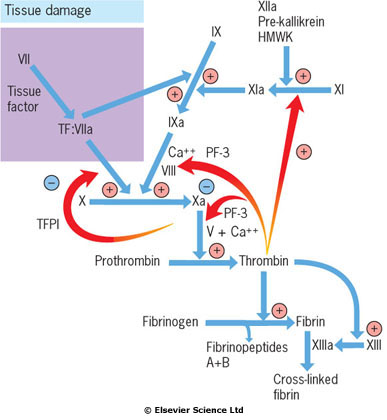 Tissue damage
XIIa
Pre-kallikrein
HMWK
VII
IX
Tissue
factor
XIa
XI
TF:VIIa
IXa
Ca++ PF-3
VIII
X
Xa
PF-3
TFPI
V + Ca++
Prothrombin
Thrombin
Fibrinogen
Fibrin
Fibrinopeptides
A+B
XIIIa
XIII
Cross-linked
fibrin
© Elsevier Science Ltd